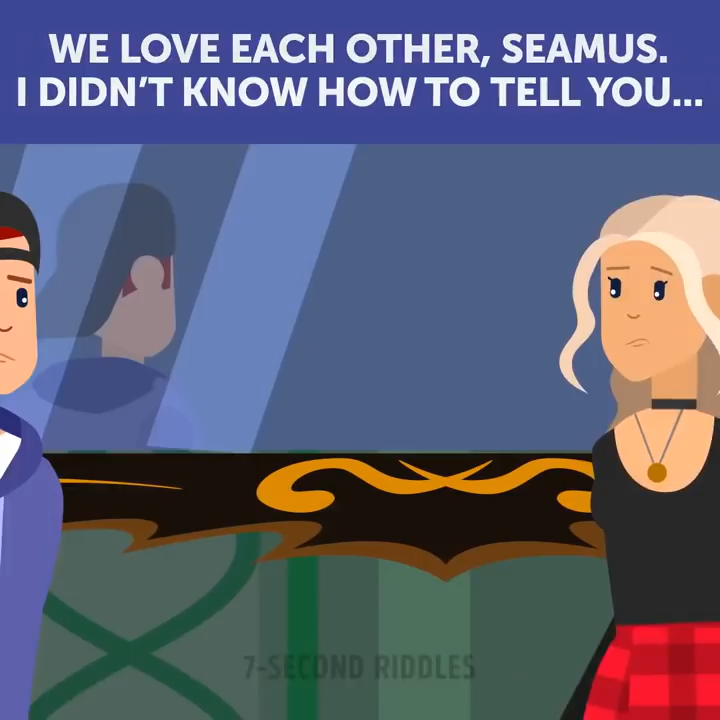 WE LOVE EACH OTHER, SEAMUS.
I DIDN'T KNOW HOW TO TELL YOU...
7-SECOND RIDDLES